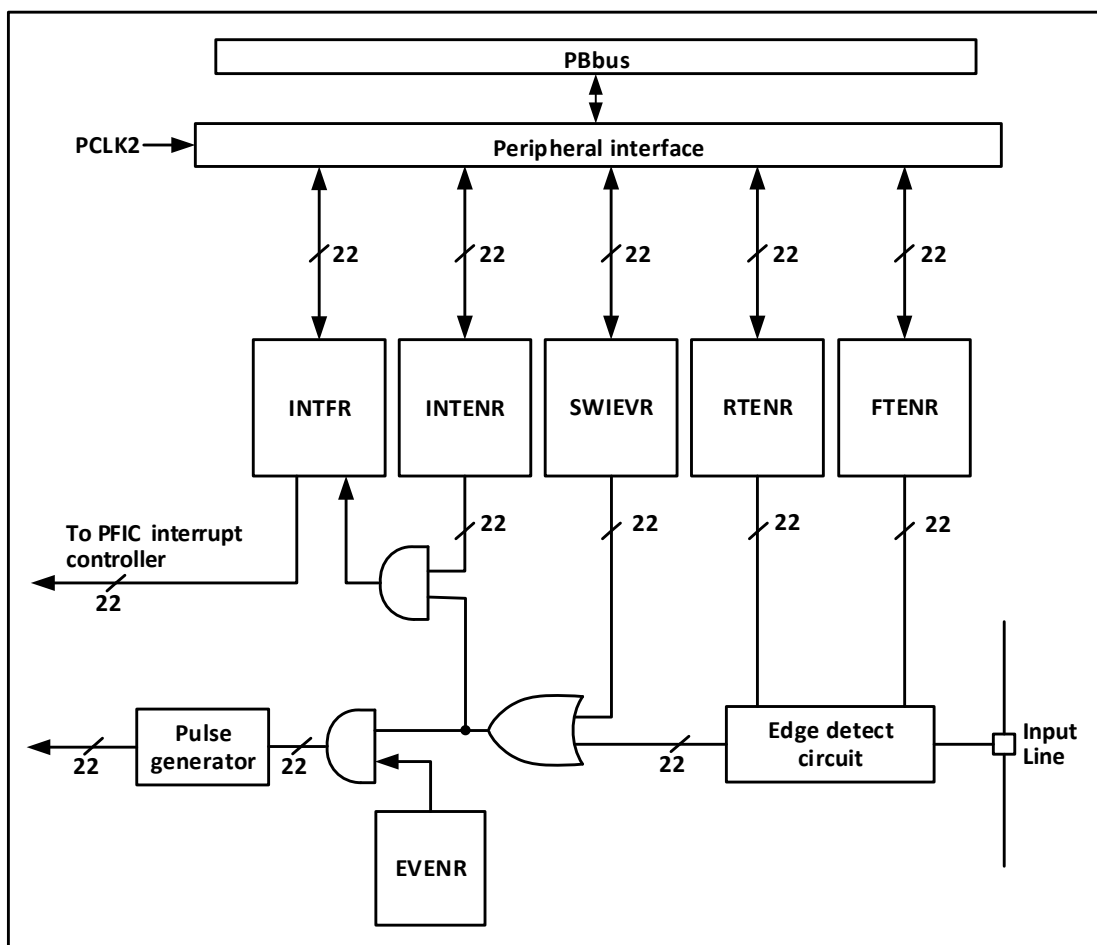 PBbus
PCLK2
Peripheral interface
22
22
22
22
22
INTFR
INTENR
SWIEVR
RTENR
FTENR
22
22
22
22
To PFIC interrupt
controller
22
Pulse
generator
22
22
22
Edge detect
circuit
Input
Line
EVENR